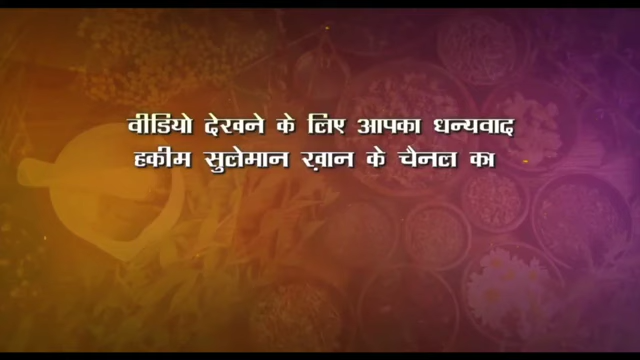 वीडियो देखने के लिए आपका धन्यवाद
हकीम सुलेमान ख़ान के चैनल का